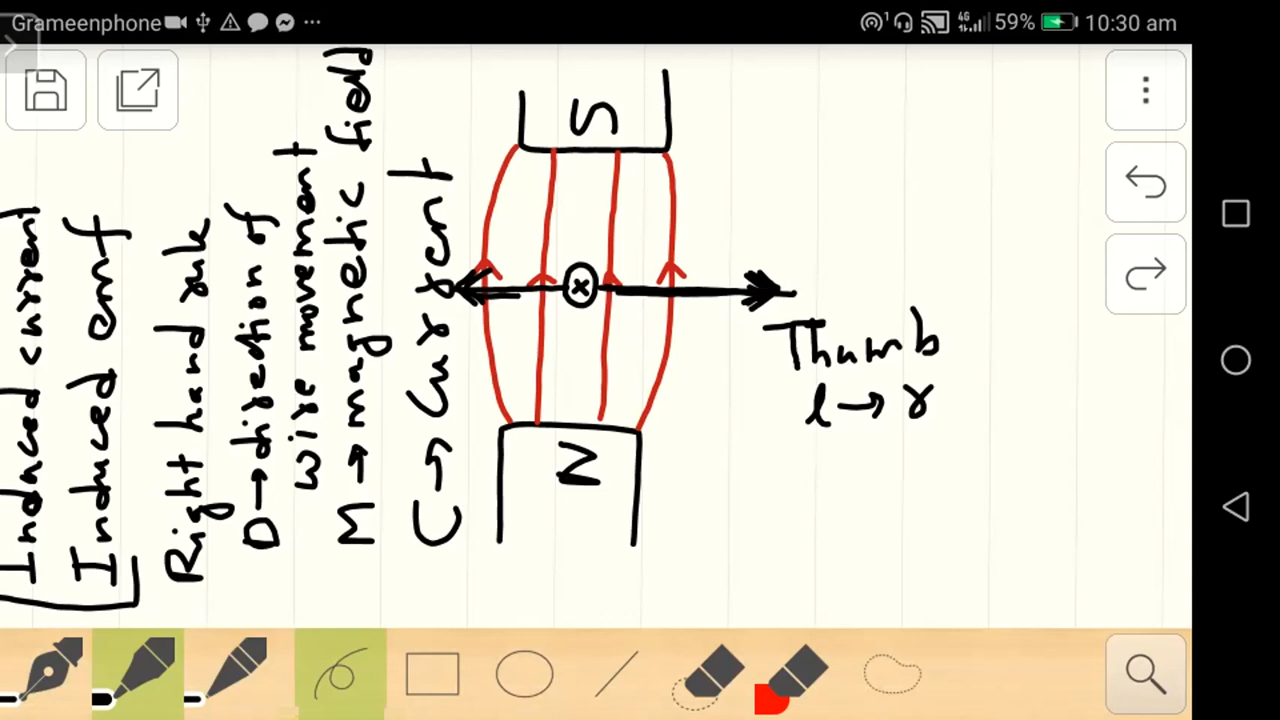 Grameenphone
4G 59% 10:30 am
Induced current
Induced emf
Right hand rule
D→direction of
wire movement
M→magnetic field
C→Current
S
x
N
Thumb
l→r